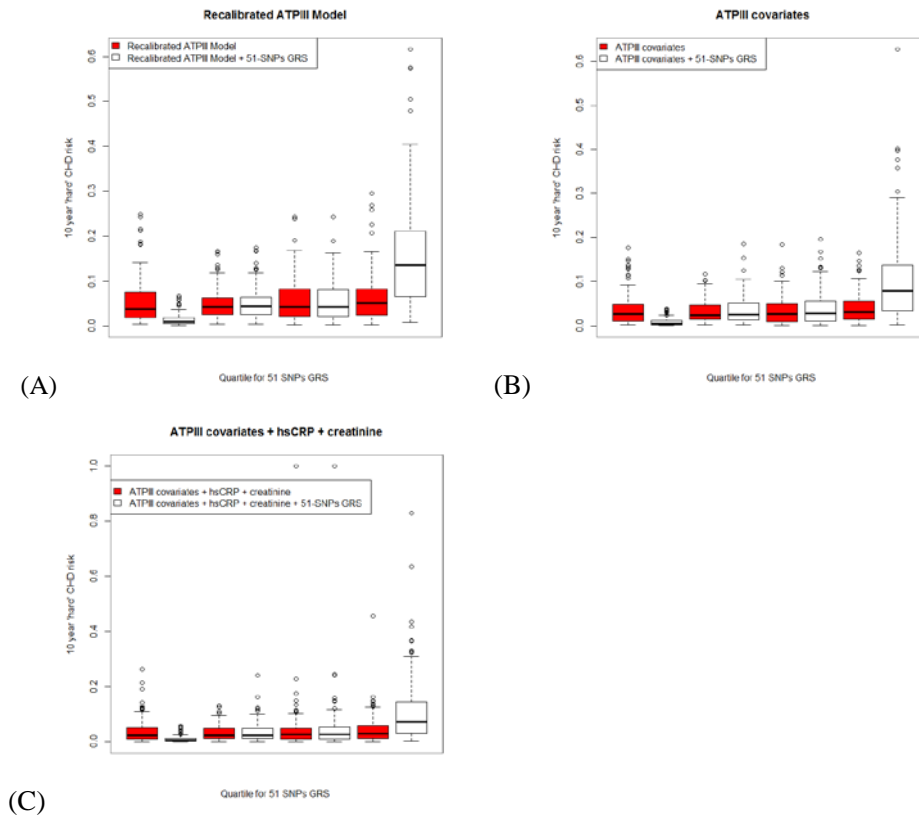 Recalibrated ATPIII Model
Recalibrated ATPIII Model
Recalibrated ATPIII Model + 51-SNPs GRS
10 year 'hard' CHD risk
0.6
0.5
0.4
0.3
0.2
0.1
0.0
Quartile for 51 SNPs GRS
(A)
ATPIII covariates
ATPIII covariates
ATPIII covariates + 51-SNPs GRS
10 year 'hard' CHD risk
0.6
0.5
0.4
0.3
0.2
0.1
0.0
Quartile for 51 SNPs GRS
(B)
ATPIII covariates + hsCRP + creatinine
ATPIII covariates + hsCRP + creatinine
ATPIII covariates + hsCRP + creatinine + 51-SNPs GRS
10 year 'hard' CHD risk
1.0
0.8
0.6
0.4
0.2
0.0
Quartile for 51 SNPs GRS
(C)